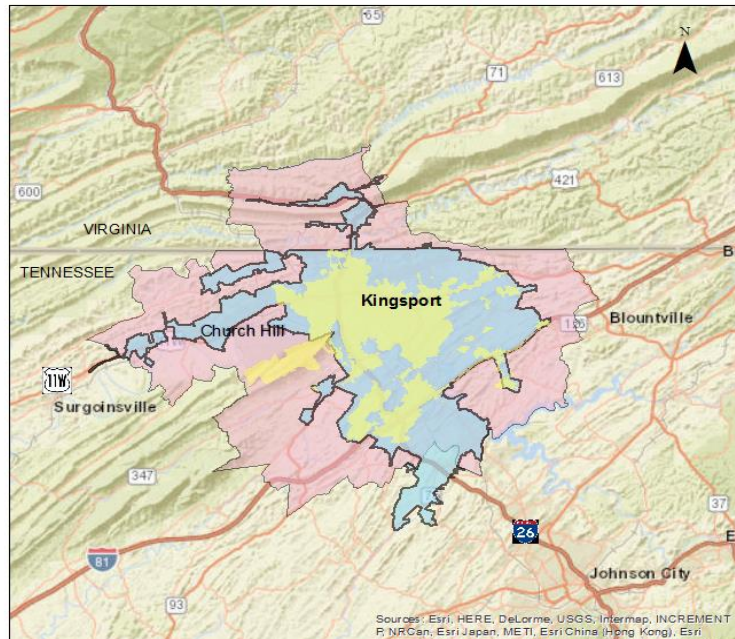 65
N
71
613
600
421
VIRGINIA
TENNESSEE
Kingsport
B
126
Blountville
Church Hill
11W
Surgoinsville
347
37
26
E
81
Johnson City
93
Sources: Esri, HERE, DeLorme, USGS, Intermap, INCREMENT
P, NRCan, Esri Japan, METI, Esri China (Hong Kong), Esri